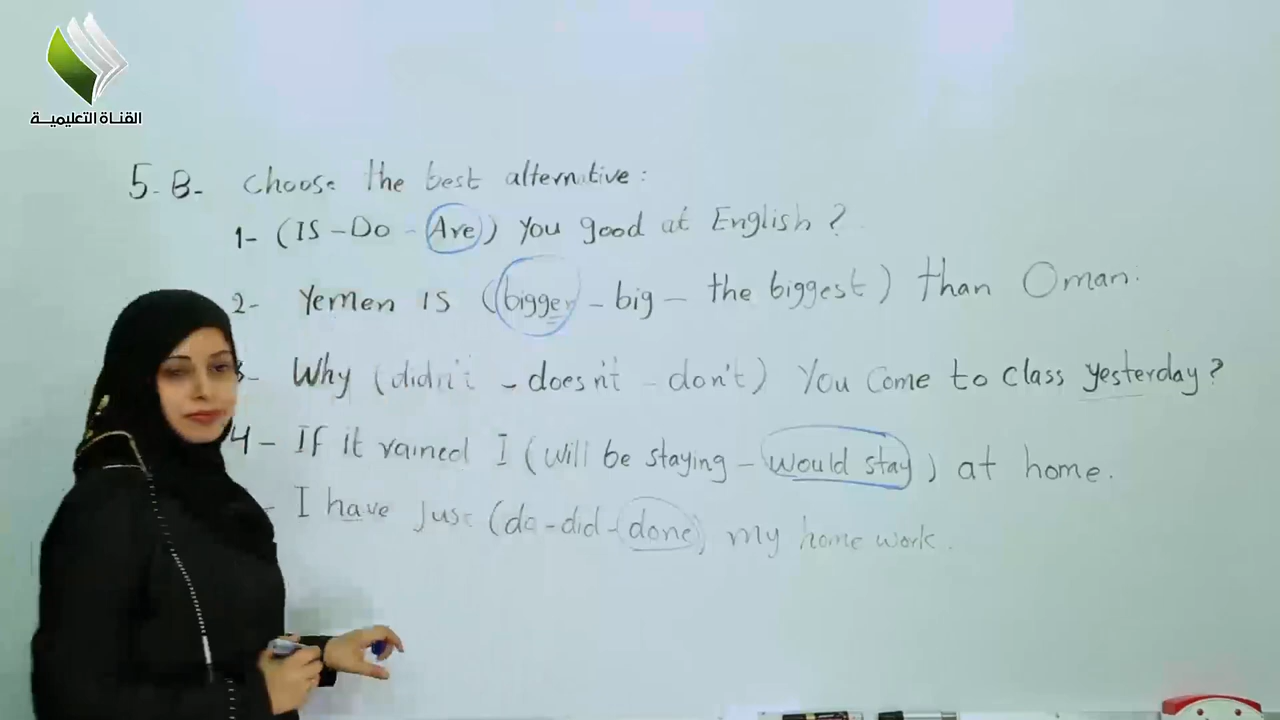 القناة التعليمية
5-B- Choose the best alternative:
1- (IS - Do - Are) You good at English ?
2- Yemen IS (bigger - big - the biggest) than Oman.
3- Why (didn't - doesn't - don't) You Come to Class yesterday?
4- If it rained I (will be staying - would stay) at home.
- I have Just (do - did - done) my home work.